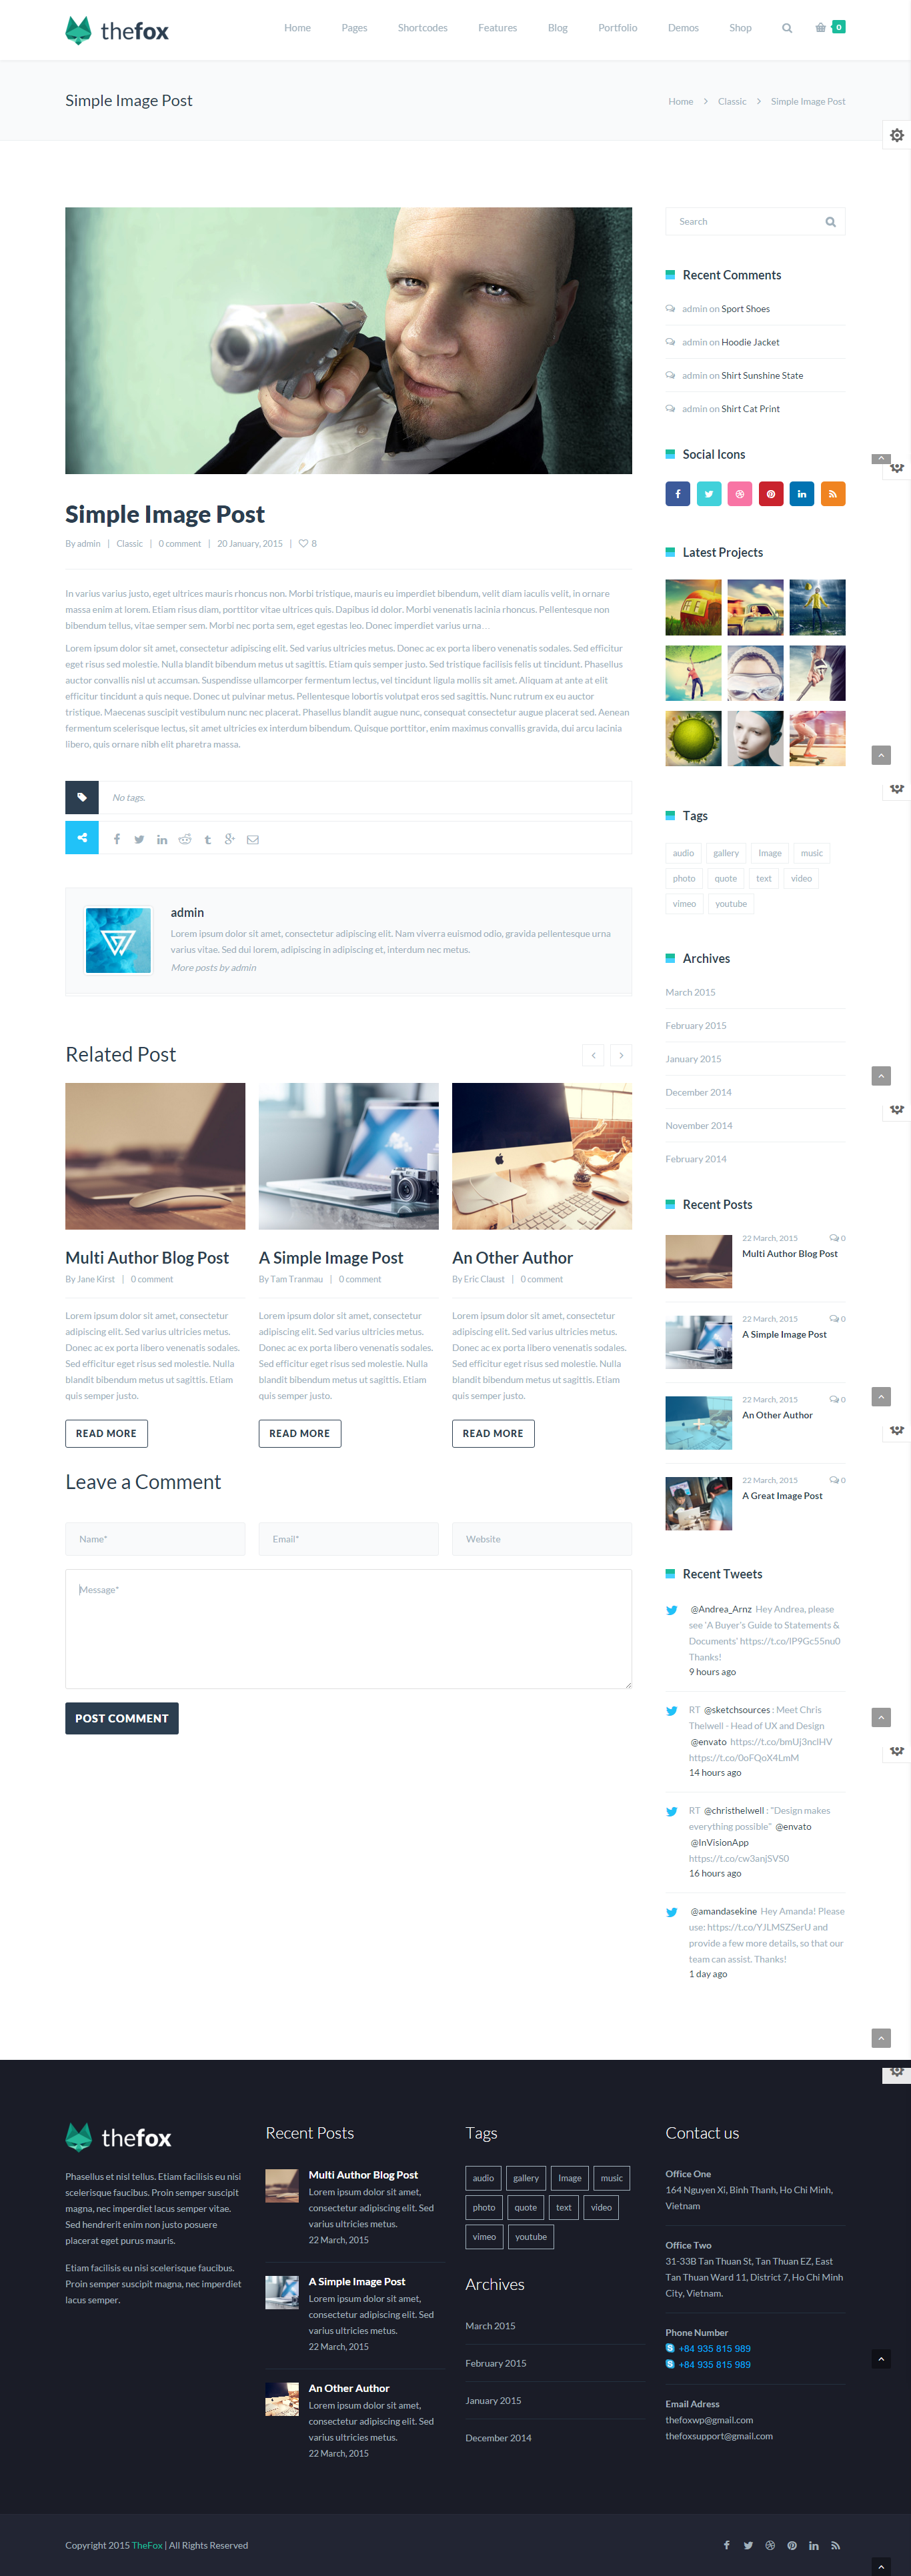 thefox
Home Pages Shortcodes Features Blog Portfolio Demos Shop 0
Simple Image Post
Home > Classic > Simple Image Post
Simple Image Post
By admin | Classic | 0 comment | 20 January, 2015 | 8
In varius varius justo, eget ultrices mauris rhoncus non. Morbi tristique, mauris eu imperdiet bibendum, velit diam iaculis velit, in ornare
massa enim at lorem. Etiam risus diam, porttitor vitae ultrices quis. Dapibus id dolor. Morbi venenatis lacinia rhoncus. Pellentesque non
bibendum tellus, vitae semper sem. Morbi nec porta sem, eget egestas leo. Donec imperdiet varius urna…
Lorem ipsum dolor sit amet, consectetur adipiscing elit. Sed varius ultricies metus. Donec ac ex porta libero venenatis sodales. Sed efficitur
eget risus sed molestie. Nulla blandit bibendum metus ut sagittis. Etiam quis semper justo. Sed tristique facilisis felis ut tincidunt. Phasellus
auctor convallis nisl ut accumsan. Suspendisse ullamcorper fermentum lectus, vel tincidunt ligula mollis sit amet. Aliquam at ante at elit
efficitur tincidunt a quis neque. Donec ut pulvinar metus. Pellentesque lobortis volutpat eros sed sagittis. Nunc rutrum ex eu auctor
tristique. Maecenas suscipit vestibulum nunc nec placerat. Phasellus blandit augue nunc, consequat consectetur augue placerat sed. Aenean
fermentum scelerisque lectus, sit amet ultricies ex interdum bibendum. Quisque porttitor, enim maximus convallis gravida, dui arcu lacinia
libero, quis ornare nibh elit pharetra massa.
No tags.
admin
Lorem ipsum dolor sit amet, consectetur adipiscing elit. Nam viverra euismod odio, gravida pellentesque urna
varius vitae. Sed dui lorem, adipiscing in adipiscing et, interdum nec metus.
More posts by admin
Related Post
Multi Author Blog Post
By Jane Kirst | 0 comment
Lorem ipsum dolor sit amet, consectetur
adipiscing elit. Sed varius ultricies metus.
Donec ac ex porta libero venenatis sodales.
Sed efficitur eget risus sed molestie. Nulla
blandit bibendum metus ut sagittis. Etiam
quis semper justo.
READ MORE
A Simple Image Post
By Tam Tranmau | 0 comment
Lorem ipsum dolor sit amet, consectetur
adipiscing elit. Sed varius ultricies metus.
Donec ac ex porta libero venenatis sodales.
Sed efficitur eget risus sed molestie. Nulla
blandit bibendum metus ut sagittis. Etiam
quis semper justo.
READ MORE
An Other Author
By Eric Claust | 0 comment
Lorem ipsum dolor sit amet, consectetur
adipiscing elit. Sed varius ultricies metus.
Donec ac ex porta libero venenatis sodales.
Sed efficitur eget risus sed molestie. Nulla
blandit bibendum metus ut sagittis. Etiam
quis semper justo.
READ MORE
Leave a Comment
Name* Email* Website
Message*
POST COMMENT
Search
Recent Comments
admin on Sport Shoes
admin on Hoodie Jacket
admin on Shirt Sunshine State
admin on Shirt Cat Print
Social Icons
Latest Projects
Tags
audio gallery Image music
photo quote text video
vimeo youtube
Archives
March 2015
February 2015
January 2015
December 2014
November 2014
February 2014
Recent Posts
22 March, 2015 0
Multi Author Blog Post
22 March, 2015 0
A Simple Image Post
22 March, 2015 0
An Other Author
22 March, 2015 0
A Great Image Post
Recent Tweets
@Andrea_Arnz Hey Andrea, please
see 'A Buyer's Guide to Statements &
Documents' https://t.co/lP9Gc55nu0
Thanks!
9 hours ago
RT @sketchsources : Meet Chris
Thelwell - Head of UX and Design
@envato https://t.co/bmUj3nclHV
https://t.co/0oFQoX4LmM
14 hours ago
RT @christhelwell : "Design makes
everything possible" @envato
@InVisionApp
https://t.co/cw3anjSVS0
16 hours ago
@amandasekine Hey Amanda! Please
use: https://t.co/YJLMSZSerU and
provide a few more details, so that our
team can assist. Thanks!
1 day ago
thefox
Phasellus et nisl tellus. Etiam facilisis eu nisi
scelerisque faucibus. Proin semper suscipit
magna, nec imperdiet lacus semper vitae.
Sed hendrerit enim non justo posuere
placerat eget purus mauris.
Etiam facilisis eu nisi scelerisque faucibus.
Proin semper suscipit magna, nec imperdiet
lacus semper.
Recent Posts
Multi Author Blog Post
Lorem ipsum dolor sit amet,
consectetur adipiscing elit. Sed
varius ultricies metus.
22 March, 2015
A Simple Image Post
Lorem ipsum dolor sit amet,
consectetur adipiscing elit. Sed
varius ultricies metus.
22 March, 2015
An Other Author
Lorem ipsum dolor sit amet,
consectetur adipiscing elit. Sed
varius ultricies metus.
22 March, 2015
Tags
audio gallery Image music
photo quote text video
vimeo youtube
Archives
March 2015
February 2015
January 2015
December 2014
Contact us
Office One
164 Nguyen Xi, Binh Thanh, Ho Chi Minh,
Vietnam
Office Two
31-33B Tan Thuan St, Tan Thuan EZ, East
Tan Thuan Ward 11, District 7, Ho Chi Minh
City, Vietnam.
Phone Number
+84 935 815 989
+84 935 815 989
Email Adress
thefoxwp@gmail.com
thefoxsupport@gmail.com
Copyright 2015 TheFox | All Rights Reserved